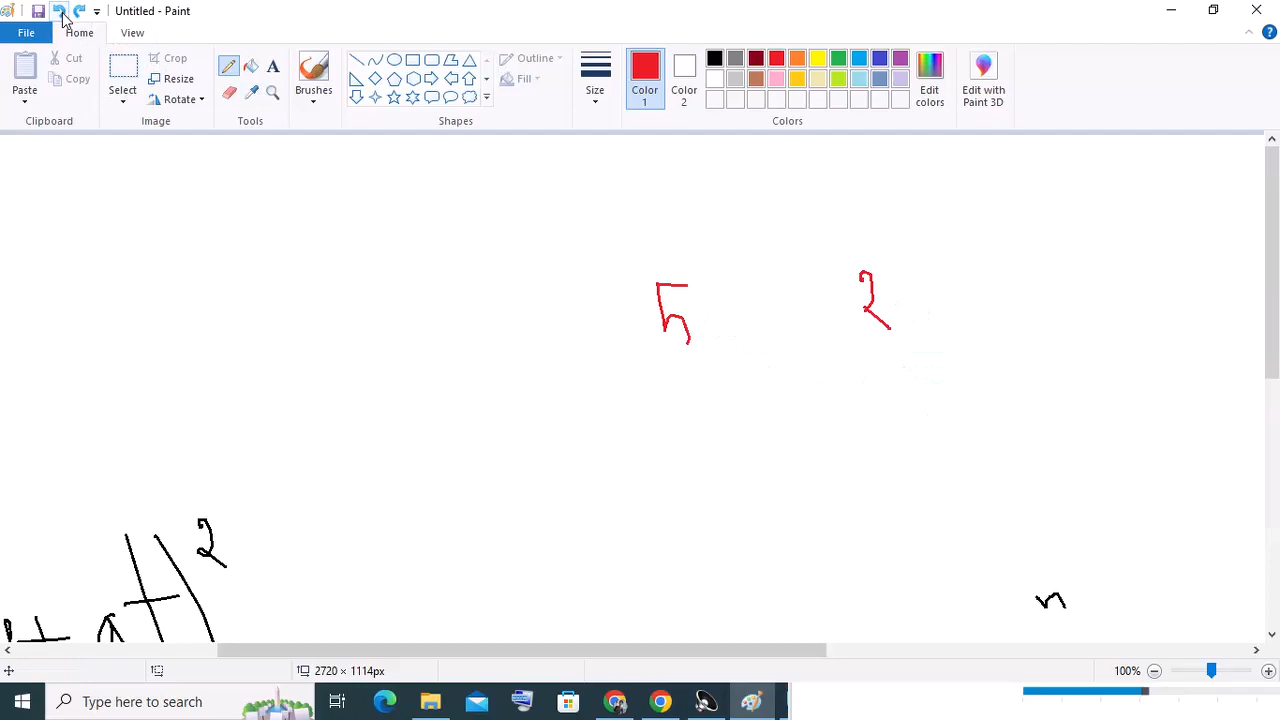 Untitled - Paint
File Home View
Paste
Cut
Copy
Clipboard
Select
Crop
Resize
Rotate
Image
A
Tools
Brushes
Shapes
Outline
Fill
Size
Color 1
Color 2
Edit colors
Colors
Edit with Paint 3D
5 2
2
t
n
2720 × 1114px
100%
Type here to search